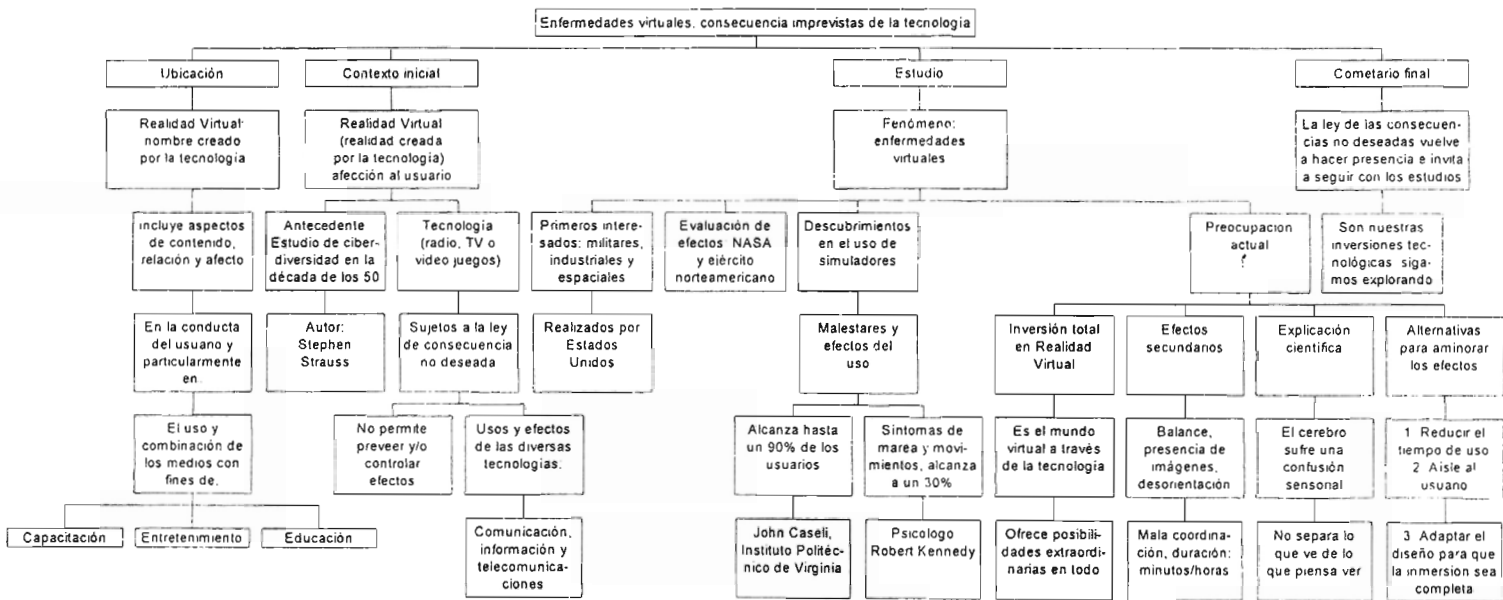 Enfermedades virtuales. consecuencia imprevistas de la tecnología
Ubicación
Contexto inicial
Estudio
Cometario final
Realidad Virtual:
nombre creado
por la tecnología
Realidad Virtual
(realidad creada
por la tecnología)
afección al usuario
Fenómeno:
enfermedades
virtuales
La ley de las consecuen-
cias no deseadas vuelve
a hacer presencia e invita
a seguir con los estudios
incluye aspectos
de contenido,
relación y afecto
Antecedente
Estudio de ciber-
diversidad en la
década de los 50
Tecnología
(radio, TV o
video juegos)
Primeros intere-
sados: militares,
industriales y
espaciales
Evaluación de
efectos NASA
y ejército
norteamericano
Descubrimientos
en el uso de
simuladores
Preocupación
actual
Son nuestras
inversiones tec-
nológicas siga-
mos explorando
En la conducta
del usuario y
particularmente
en.
Autor:
Stephen
Strauss
Sujetos a la ley
de consecuencia
no deseada
Realizados por
Estados
Unidos
Malestares y
efectos del
uso
Inversión total
en Realidad
Virtual
Efectos
secundarios
Explicación
científica
Alternativas
para aminorar
los efectos
El uso y
combinación de
los medios con
fines de.
No permite
preveer y/o
controlar
efectos
Usos y efectos
de las diversas
tecnologías:
Alcanza hasta
un 90% de los
usuarios
Síntomas de
marea y movi-
mientos, alcanza
a un 30%
Es el mundo
virtual a través
de la tecnología
Balance,
presencia de
imágenes,
desorientación
El cerebro
sufre una
confusión
sensorial
1 Reducir el
tiempo de uso
2 Aisle al
usuario
Capacitación
Entretenimiento
Educación
Comunicación,
información y
telecomunica-
ciones
John Caseli,
Instituto Politéc-
nico de Virginia
Psicologo
Robert Kennedy
Ofrece posibili-
dades extraordi-
narias en todo
Mala coordina-
ción, duración:
minutos/horas
No separa lo
que ve de lo
que piensa ver
3 Adaptar el
diseño para que
la inmersión sea
completa